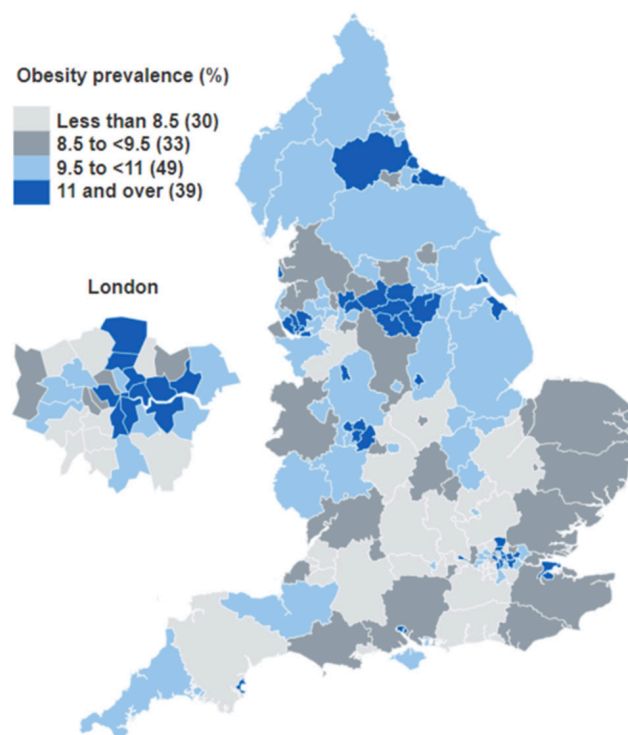 Obesity prevalence (%)
Less than 8.5 (30)
8.5 to <9.5 (33)
9.5 to <11 (49)
11 and over (39)
London